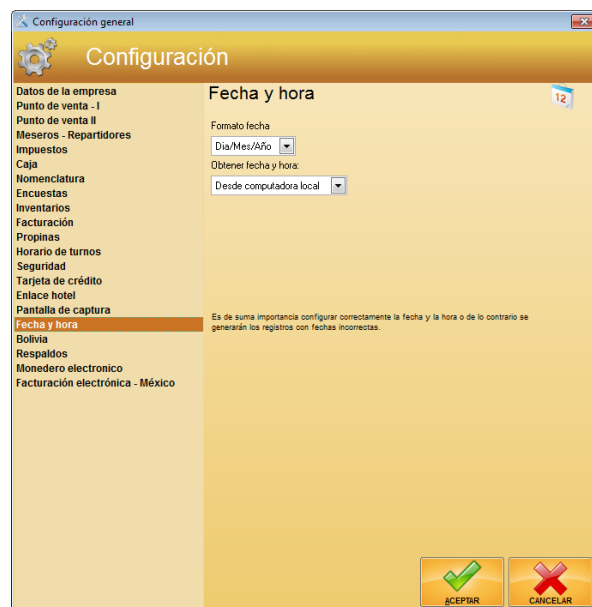 Configuración general
Configuración
Datos de la empresa
Punto de venta - I
Punto de venta II
Meseros - Repartidores
Impuestos
Caja
Nomenclatura
Encuestas
Inventarios
Facturación
Propinas
Horario de turnos
Seguridad
Tarjeta de crédito
Enlace hotel
Pantalla de captura
Fecha y hora
Bolivia
Respaldos
Monedero electronico
Facturación electrónica - México
Fecha y hora
12
Formato fecha
Dia/Mes/Año
Obtener fecha y hora:
Desde computadora local
Es de suma importancia configurar correctamente la fecha y la hora o de lo contrario se
generarán los registros con fechas incorrectas.
ACEPTAR
CANCELAR